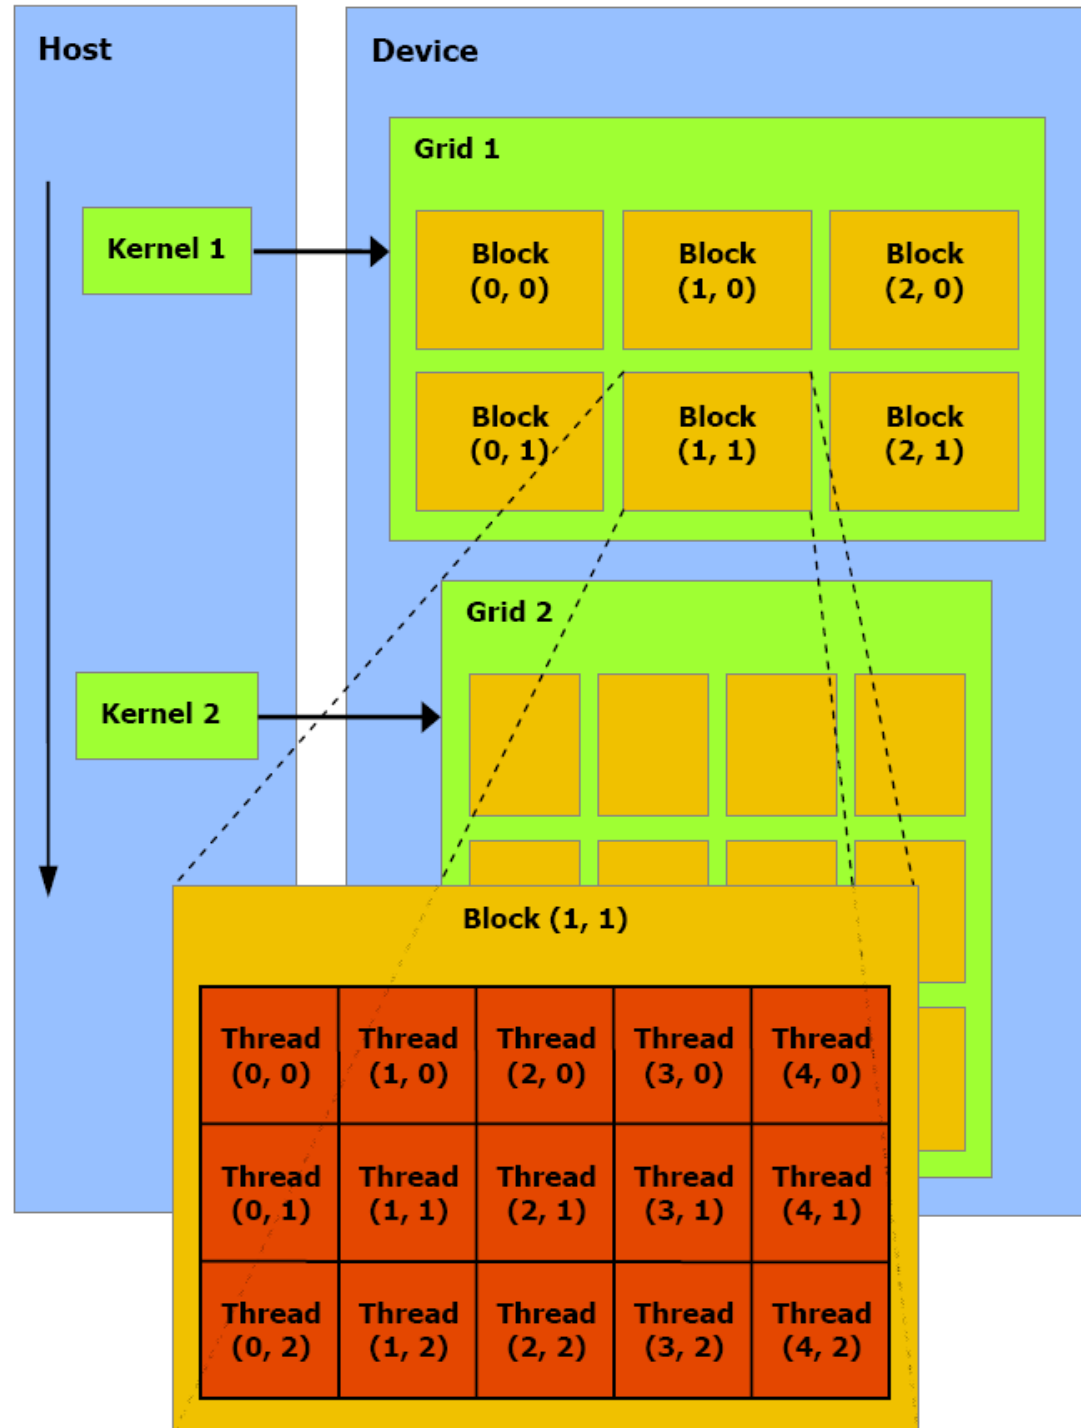 Host
Device
Grid 1
Kernel 1
Block
(0, 0)
Block
(1, 0)
Block
(2, 0)
Block
(0, 1)
Block
(1, 1)
Block
(2, 1)
Grid 2
Kernel 2
Block (1, 1)
Thread
(0, 0)
Thread
(1, 0)
Thread
(2, 0)
Thread
(3, 0)
Thread
(4, 0)
Thread
(0, 1)
Thread
(1, 1)
Thread
(2, 1)
Thread
(3, 1)
Thread
(4, 1)
Thread
(0, 2)
Thread
(1, 2)
Thread
(2, 2)
Thread
(3, 2)
Thread
(4, 2)